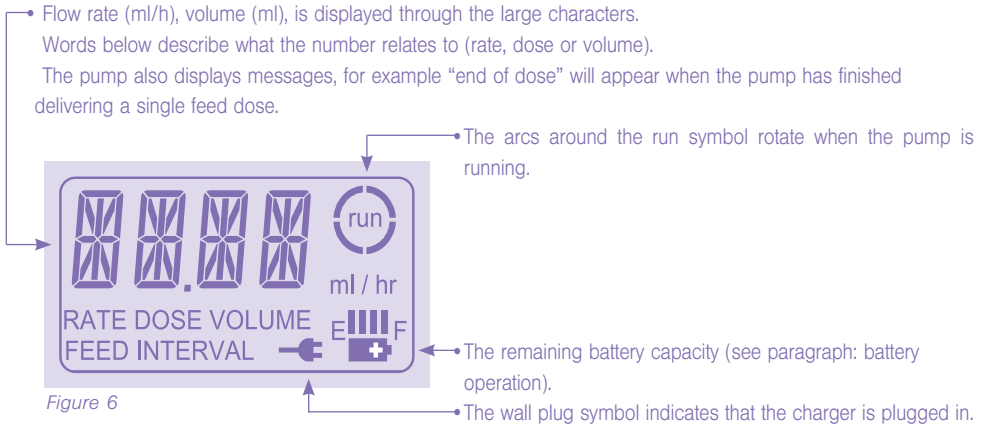 Flow rate (ml/h), volume (ml), is displayed through the large characters.
Words below describe what the number relates to (rate, dose or volume).
The pump also displays messages, for example “end of dose” will appear when the pump has finished
delivering a single feed dose.
The arcs around the run symbol rotate when the pump is
running.
run
ml / hr
RATE DOSE VOLUME
E F
FEED INTERVAL
The remaining battery capacity (see paragraph: battery
operation).
The wall plug symbol indicates that the charger is plugged in.
Figure 6